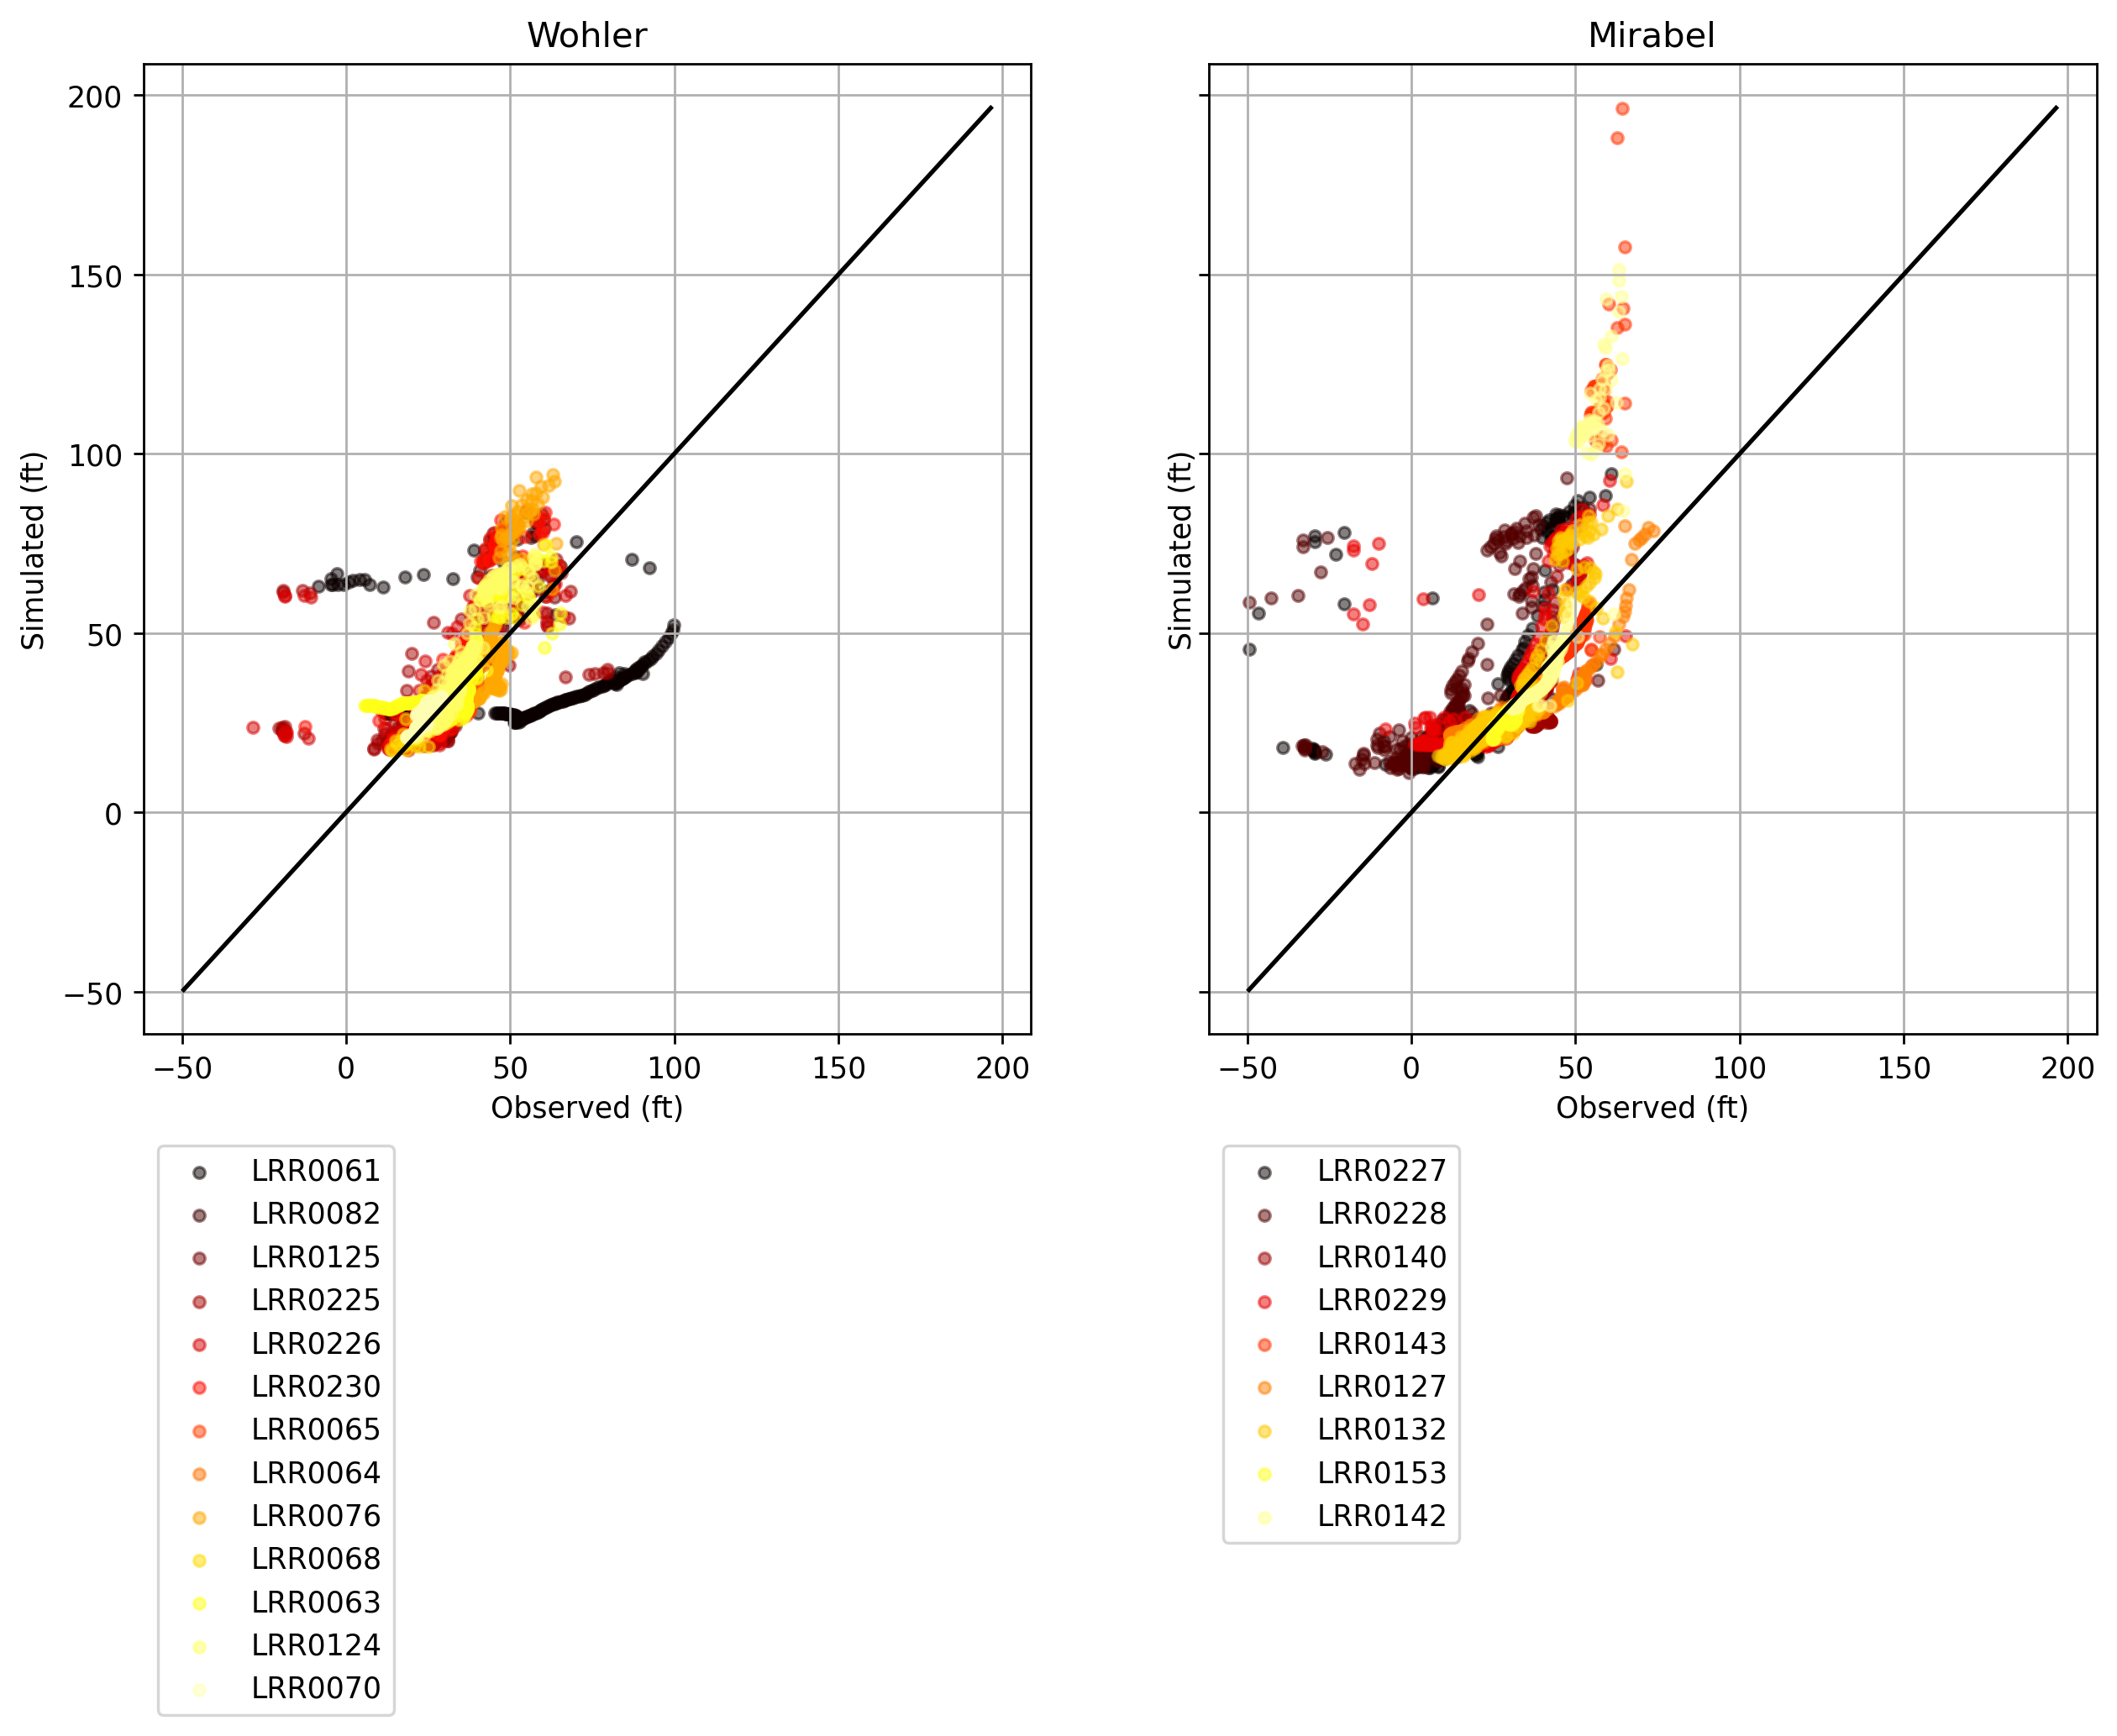 Wohler
Simulated (ft)
200
150
100
50
0
−50
−50 0 50 100 150 200
Observed (ft)
LRR0061
LRR0082
LRR0125
LRR0225
LRR0226
LRR0230
LRR0065
LRR0064
LRR0076
LRR0068
LRR0063
LRR0124
LRR0070
Mirabel
Simulated (ft)
−50 0 50 100 150 200
Observed (ft)
LRR0227
LRR0228
LRR0140
LRR0229
LRR0143
LRR0127
LRR0132
LRR0153
LRR0142